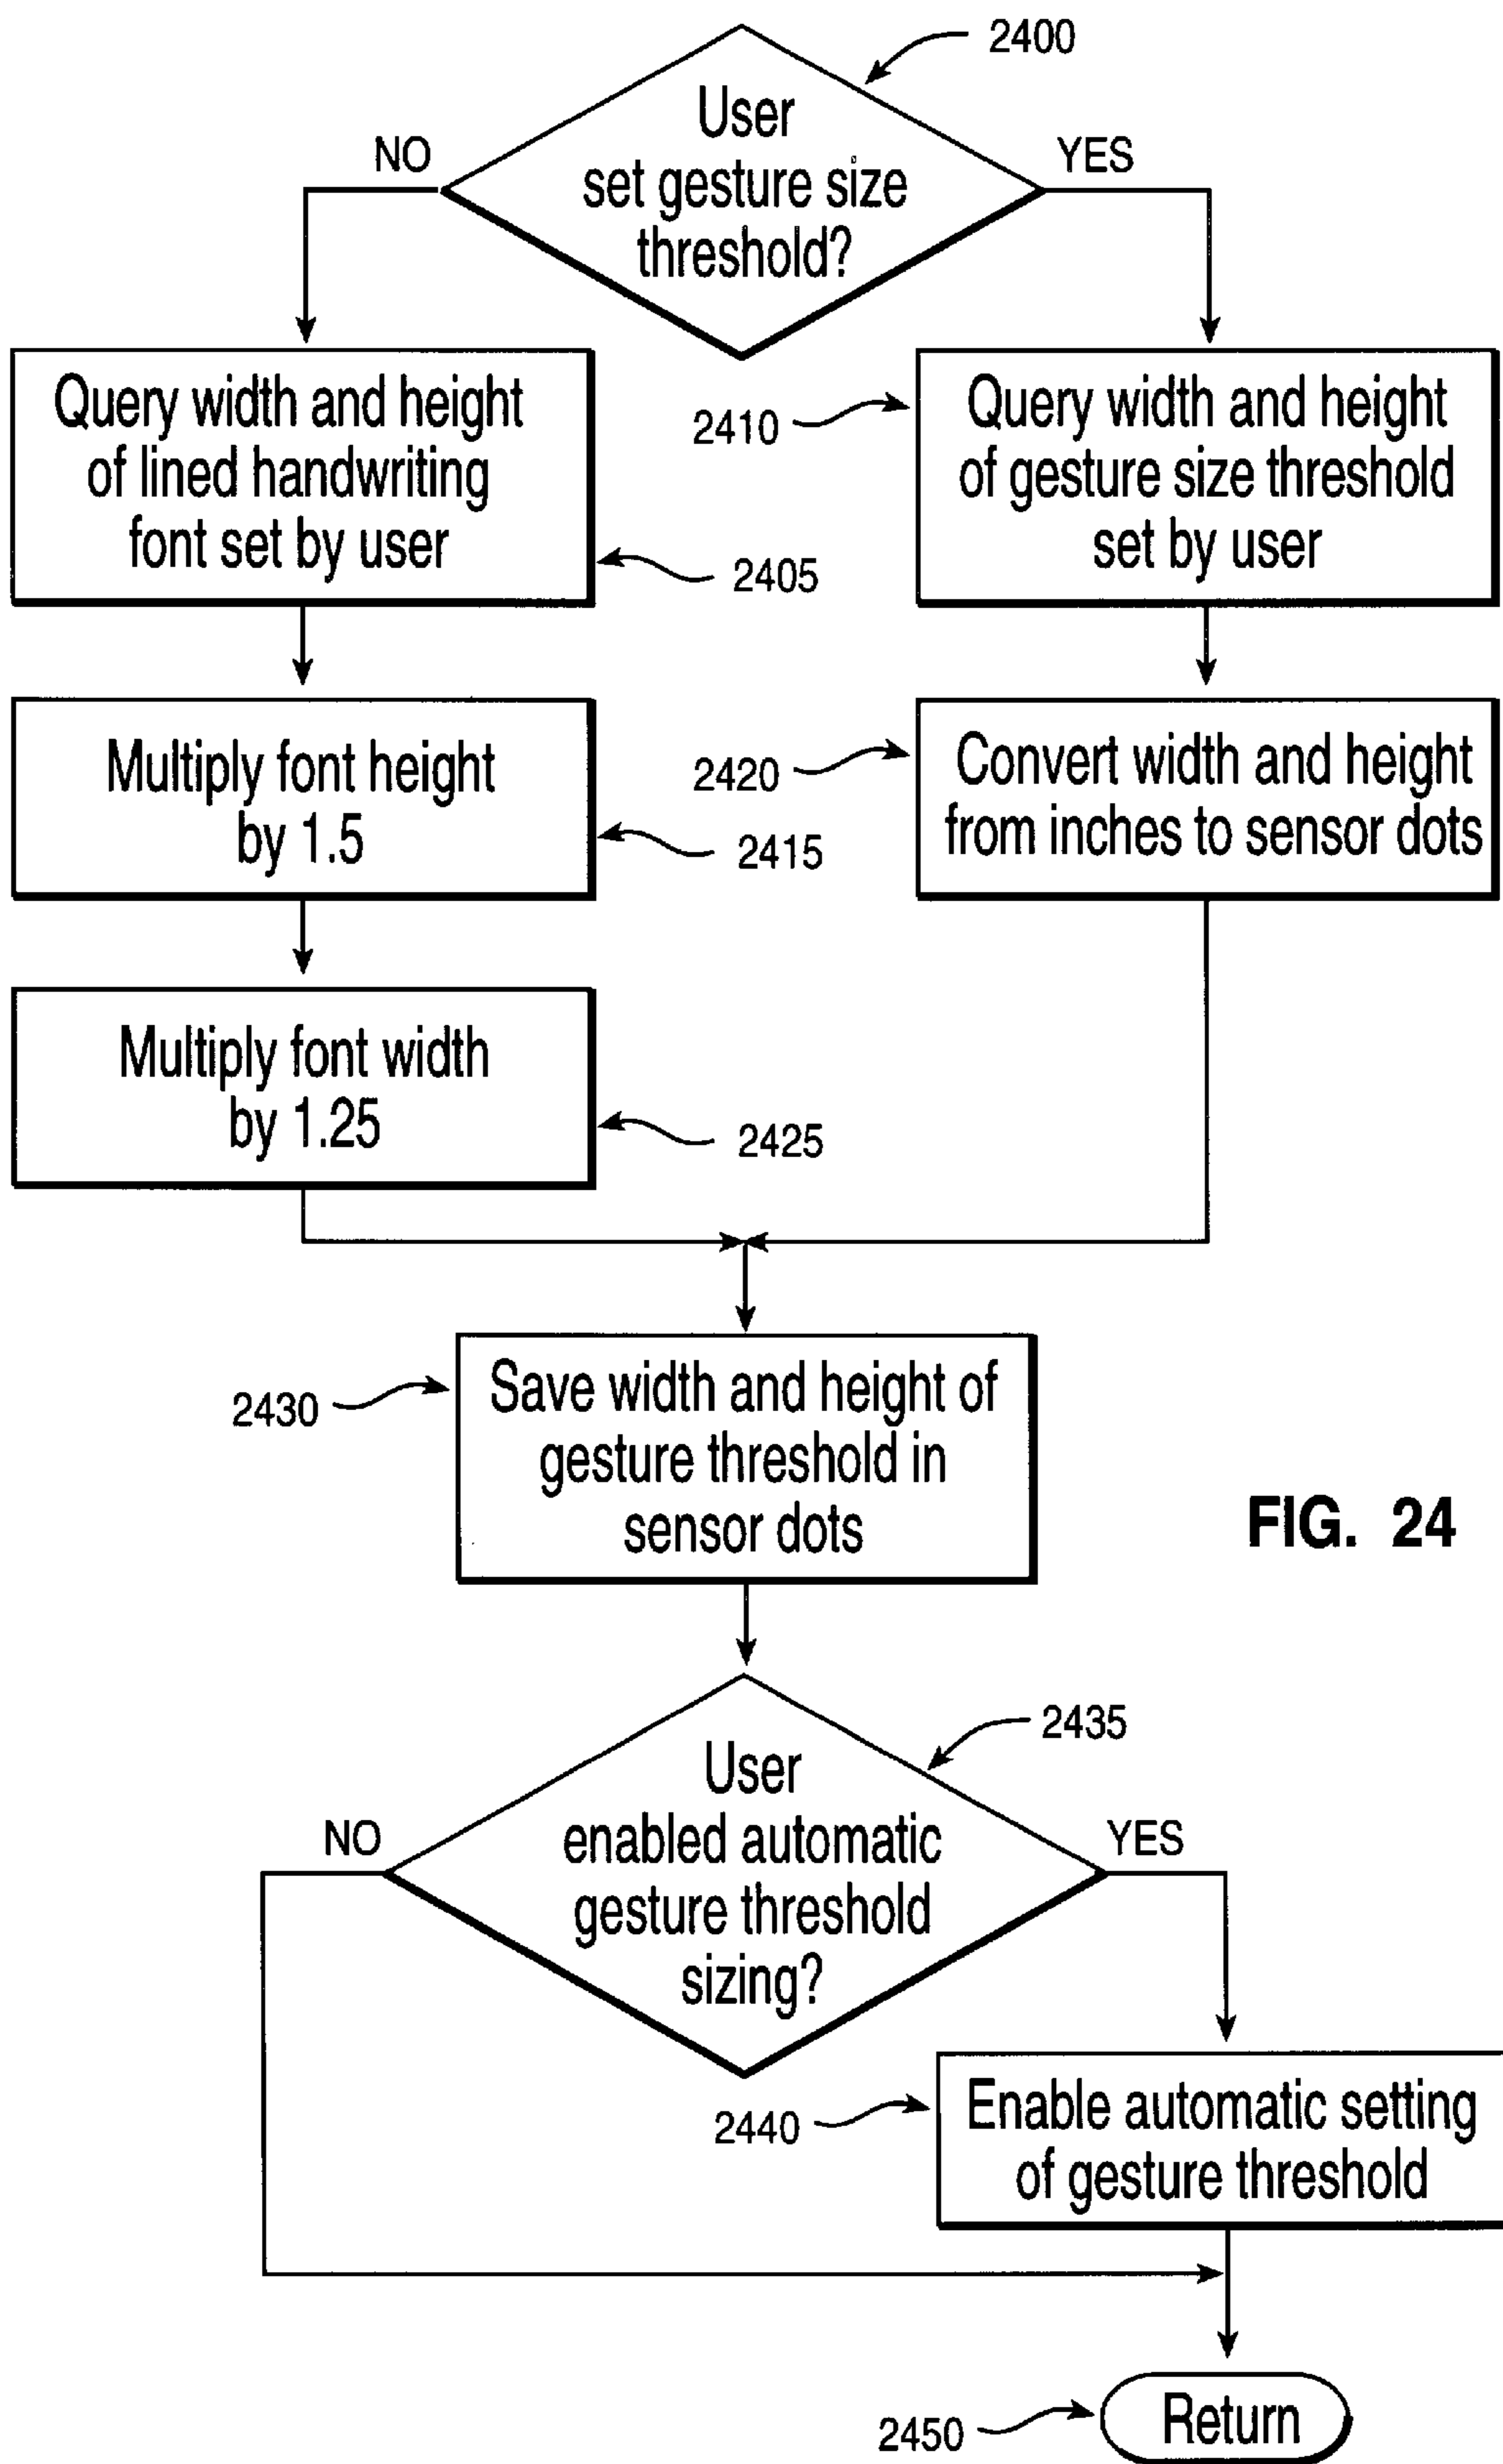 2400
User
set gesture size
threshold?
NO
YES
Query width and height
of lined handwriting
font set by user
2405
2410
Query width and height
of gesture size threshold
set by user
Multiply font height
by 1.5
2415
2420
Convert width and height
from inches to sensor dots
Multiply font width
by 1.25
2425
2430
Save width and height of
gesture threshold in
sensor dots
FIG. 24
2435
User
enabled automatic
gesture threshold
sizing?
NO
YES
2440
Enable automatic setting
of gesture threshold
2450
Return